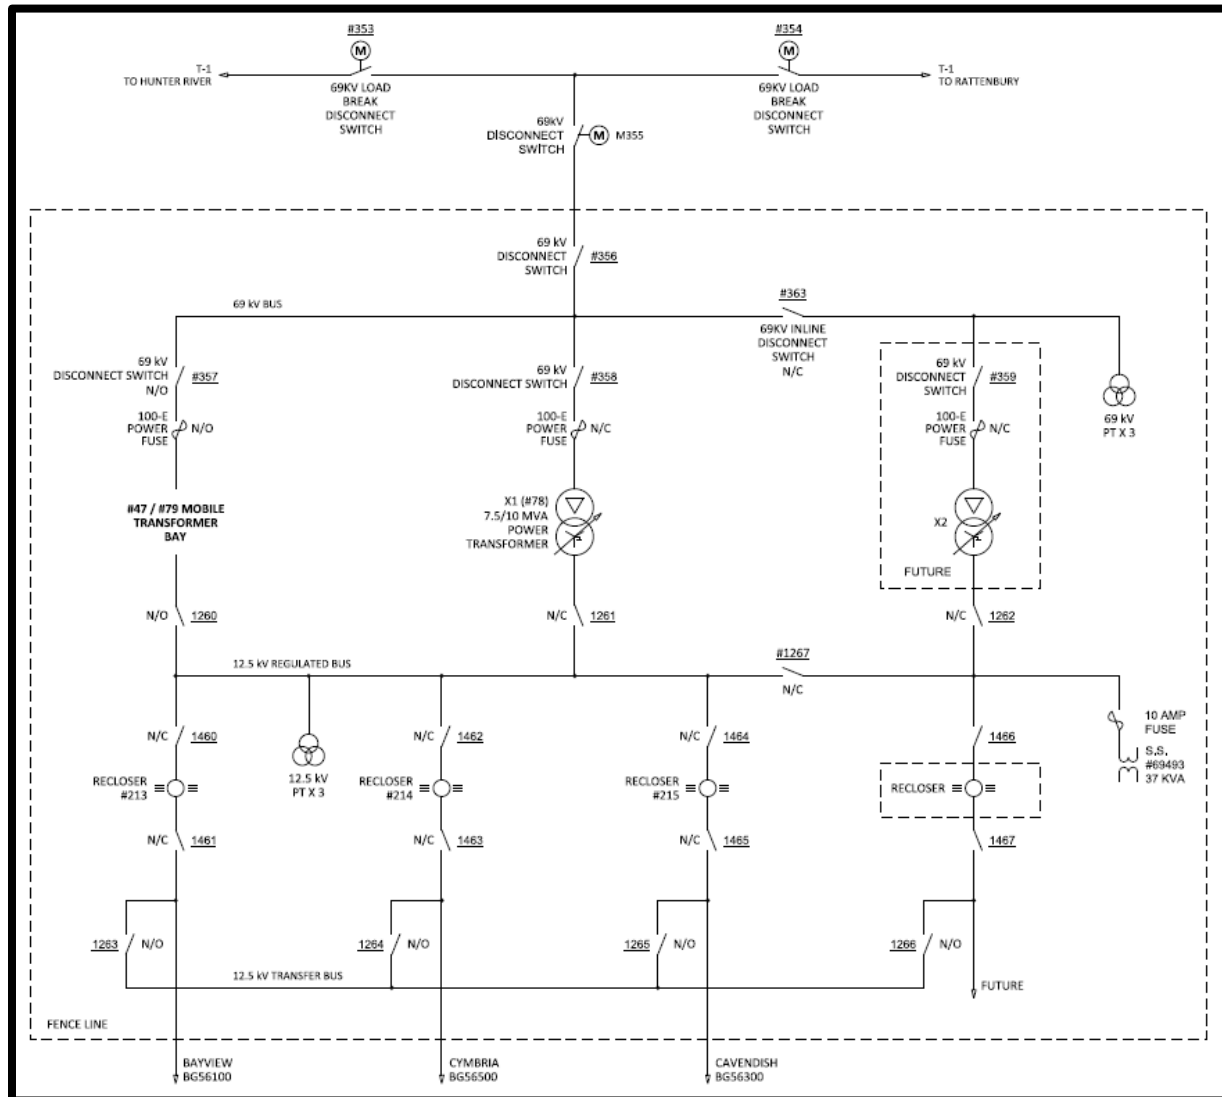 #353
#354
M
M
T-1
TO HUNTER RIVER
T-1
TO RATTENBURY
69KV LOAD
BREAK
DISCONNECT
SWITCH
69KV LOAD
BREAK
DISCONNECT
SWITCH
69kV
DISCONNECT
SWITCH
M
M355
69 kV
DISCONNECT
SWITCH
#356
69 kV BUS
#363
69KV INLINE
DISCONNECT
SWITCH
N/C
69 kV
DISCONNECT SWITCH
N/O
#357
69 kV
DISCONNECT SWITCH
#358
69 kV
DISCONNECT
SWITCH
#359
69 kV
PT X 3
100-E
POWER
FUSE
N/O
100-E
POWER
FUSE
N/C
100-E
POWER
FUSE
N/C
#47 / #79 MOBILE
TRANSFORMER
BAY
X1 (#78)
7.5/10 MVA
POWER
TRANSFORMER
X2
FUTURE
N/O
1260
N/C
1261
N/C
1262
12.5 kV REGULATED BUS
#1267
N/C
N/C
1460
12.5 kV
PT X 3
N/C
1462
N/C
1464
1466
10 AMP
FUSE
S.S.
#69493
37 KVA
RECLOSER
#213
RECLOSER
#214
RECLOSER
#215
RECLOSER
N/C
1461
N/C
1463
N/C
1465
1467
1263
N/O
1264
N/O
1265
N/O
1266
N/O
12.5 kV TRANSFER BUS
FUTURE
FENCE LINE
BAYVIEW
BG56100
CYMBRIA
BG56500
CAVENDISH
BG56300